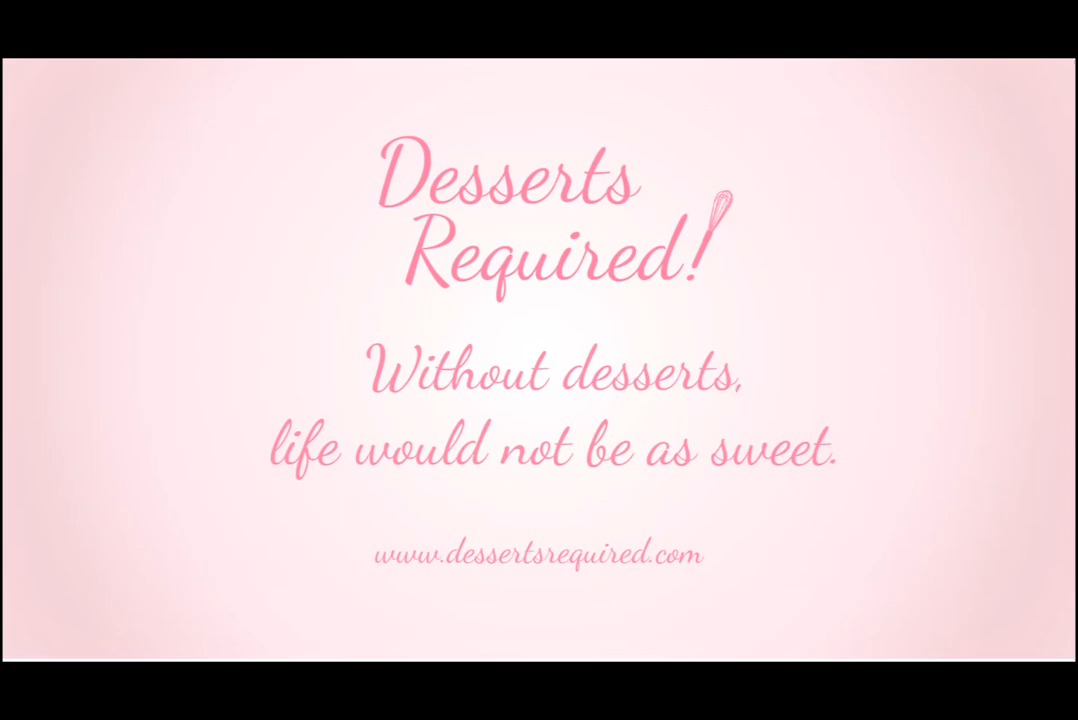 Desserts
Required!
Without desserts,
life would not be as sweet.
www.dessertsrequired.com